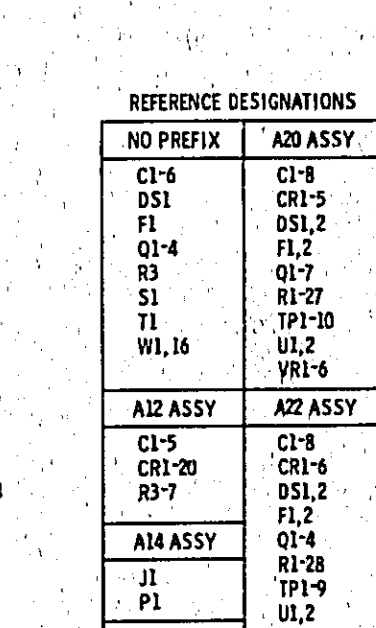 REFERENCE DESIGNATIONS
NO PREFIX
C1-6
DS1
F1
Q1-4
R3
S1
T1
W1,16
A12 ASSY
C1-5
CR1-20
R3-7
A14 ASSY
J1
P1
A20 ASSY
C1-8
CR1-5
DS1,2
F1,2
Q1-7
R1-27
TP1-10
U1,2
VR1-6
A22 ASSY
C1-8
CR1-6
DS1,2
F1,2
Q1-4
R1-28
TP1-9
U1,2